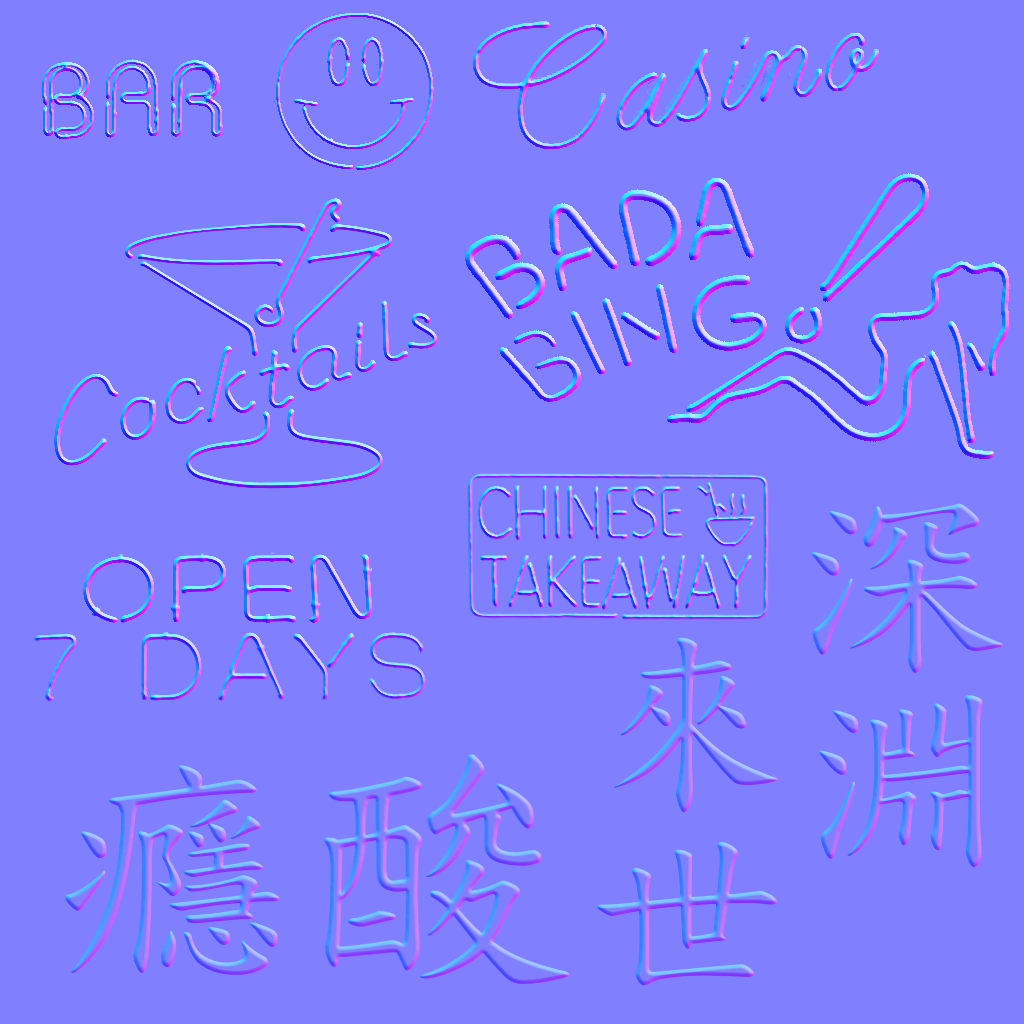 BAR
Casino
Cocktails
BADA
BING
CHINESE
TAKEAWAY
OPEN
7 DAYS
深淵
來世
癮
酸